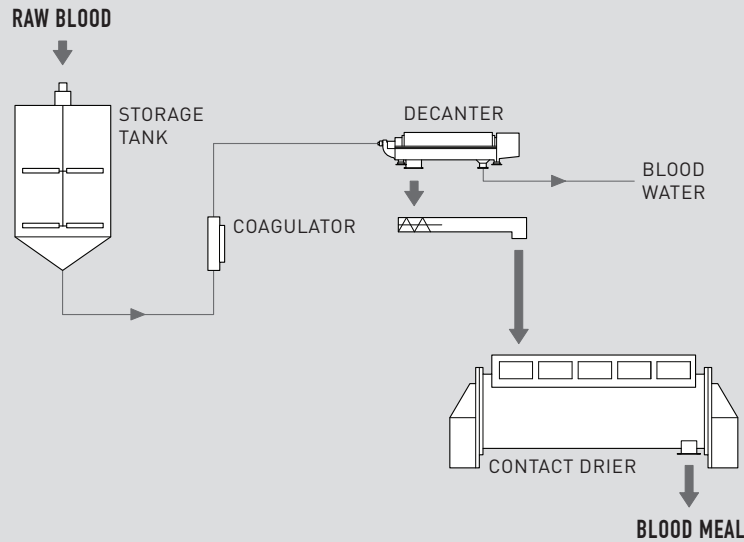 RAW BLOOD
STORAGE
TANK
DECANTER
BLOOD
WATER
COAGULATOR
CONTACT DRIER
BLOOD MEAL